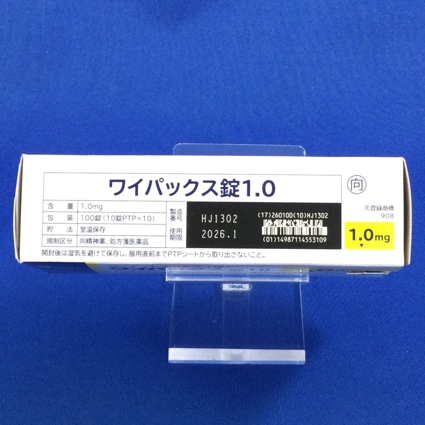 ワイパックス錠1.0
向
含 量 1.0mg
包 装 100錠(10錠PTP×10)
貯 法 室温保存
規制区分 向精神薬、処方箋医薬品
製造番号 HJ1302
使用期限 2026.1
(17)260100(10)HJ1302
(01)14987114553109
®登録商標
908
1.0mg
開封後は湿気を避けて保存し、服用直前までPTPシートから取り出さないこと。